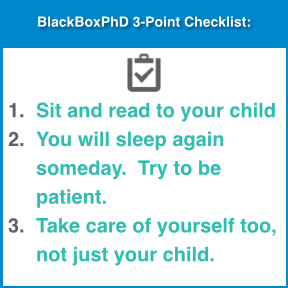 BlackBoxPhD 3-Point Checklist:
1. Sit and read to your child
2. You will sleep again
someday.  Try to be
patient.
3. Take care of yourself too,
not just your child.